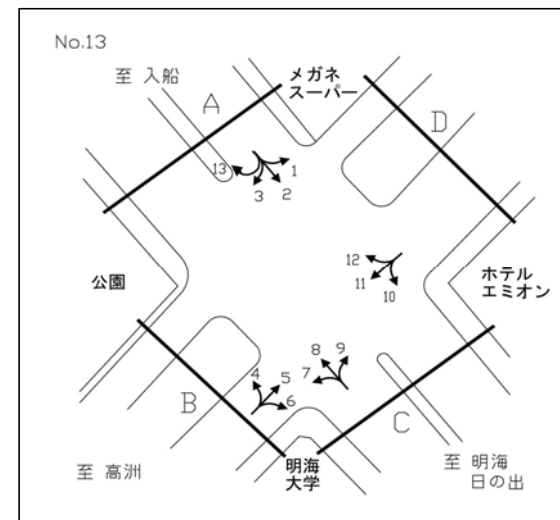 No.13
至 入船
A
メガネ
スーパー
D
13
1
3
2
12
11
10
公園
ホテル
エミオン
8
9
7
4
5
6
B
C
至 高洲
明海
大学
至 明海
日の出